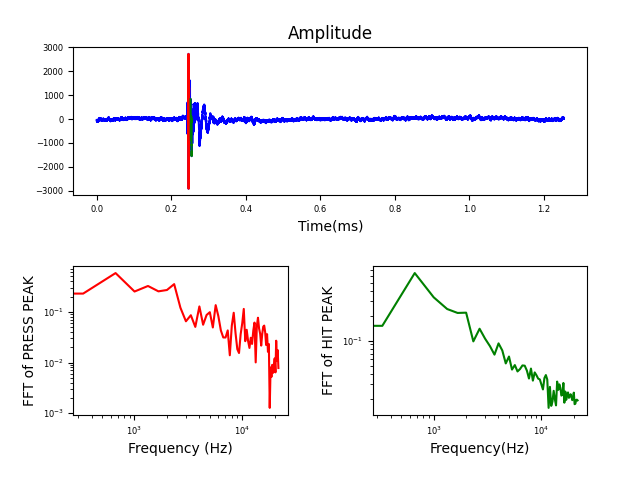 Amplitude
3000
2000
1000
0
−1000
−2000
−3000
0.0 0.2 0.4 0.6 0.8 1.0 1.2
Time(ms)
FFT of PRESS PEAK
10⁻¹
10⁻²
10⁻³
10³ 10⁴
Frequency (Hz)
FFT of HIT PEAK
10⁻¹
10³ 10⁴
Frequency(Hz)